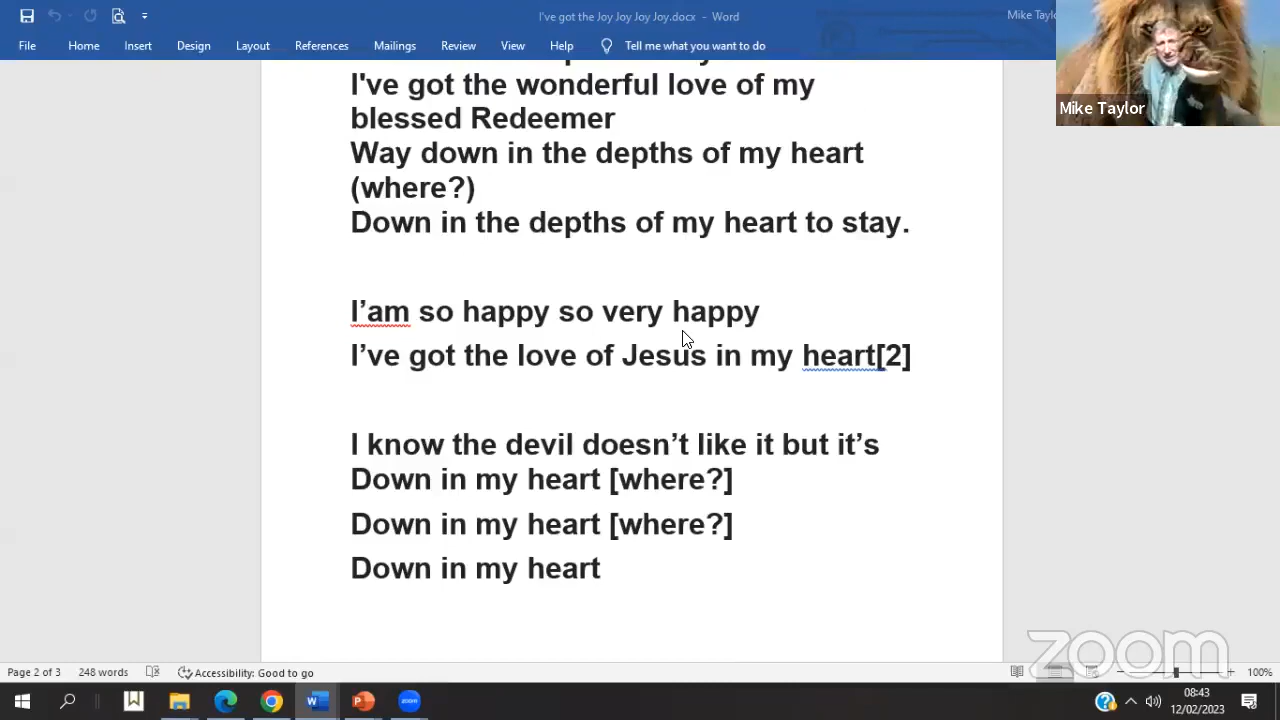 I've got the Joy Joy Joy Joy.docx - Word
Mike Taylo
File Home Insert Design Layout References Mailings Review View Help Tell me what you want to do
Mike Taylor
I've got the wonderful love of my
blessed Redeemer
Way down in the depths of my heart
(where?)
Down in the depths of my heart to stay.
I’am so happy so very happy
I’ve got the love of Jesus in my heart[2]
I know the devil doesn’t like it but it’s
Down in my heart [where?]
Down in my heart [where?]
Down in my heart
zoom
Page 2 of 3 248 words Accessibility: Good to go 100%
W P zoom
08:43
12/02/2023